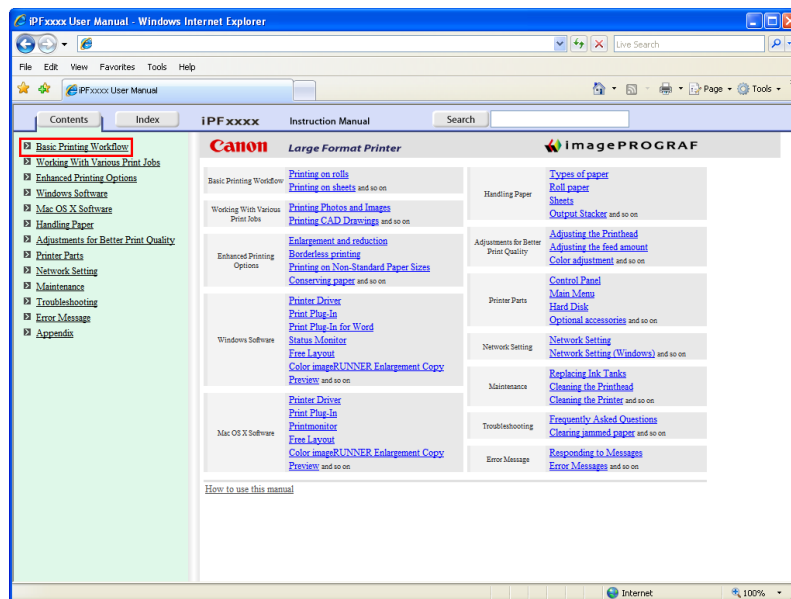 iPFxxxx User Manual - Windows Internet Explorer
Live Search
File Edit View Favorites Tools Help
iPFxxxx User Manual
Page Tools
Contents Index iPFxxxx Instruction Manual Search
Basic Printing Workflow
Working With Various Print Jobs
Enhanced Printing Options
Windows Software
Mac OS X Software
Handling Paper
Adjustments for Better Print Quality
Printer Parts
Network Setting
Maintenance
Troubleshooting
Error Message
Appendix
Canon Large Format Printer imagePROGRAF
Basic Printing Workflow
Printing on rolls
Printing on sheets and so on
Working With Various
Print Jobs
Printing Photos and Images
Printing CAD Drawings and so on
Enhanced Printing
Options
Enlargement and reduction
Borderless printing
Printing on Non-Standard Paper Sizes
Conserving paper and so on
Windows Software
Printer Driver
Print Plug-In
Print Plug-In for Word
Status Monitor
Free Layout
Color imageRUNNER Enlargement Copy
Preview and so on
Mac OS X Software
Printer Driver
Print Plug-In
Printmonitor
Free Layout
Color imageRUNNER Enlargement Copy
Preview and so on
Handling Paper
Types of paper
Roll paper
Sheets
Output Stacker and so on
Adjustments for Better
Print Quality
Adjusting the Printhead
Adjusting the feed amount
Color adjustment and so on
Printer Parts
Control Panel
Main Menu
Hard Disk
Optional accessories and so on
Network Setting
Network Setting
Network Setting (Windows) and so on
Maintenance
Replacing Ink Tanks
Cleaning the Printhead
Cleaning the Printer and so on
Troubleshooting
Frequently Asked Questions
Clearing jammed paper and so on
Error Message
Responding to Messages
Error Messages and so on
How to use this manual
Internet 100%